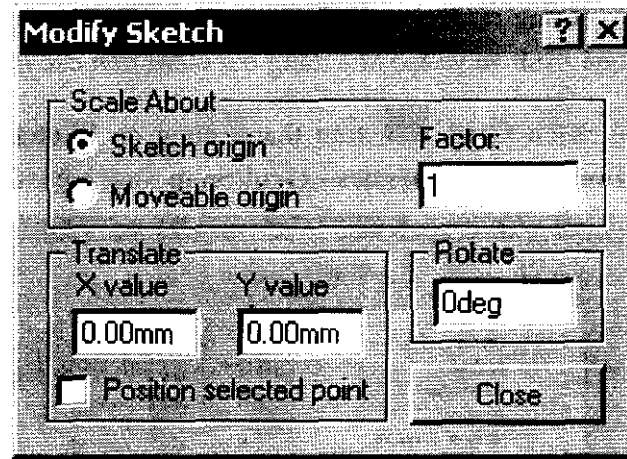 Modify Sketch
Scale About
Sketch origin
Factor:
Moveable origin
1
Translate
Rotate
X value Y value
0deg
0.00mm 0.00mm
Position selected point
Close